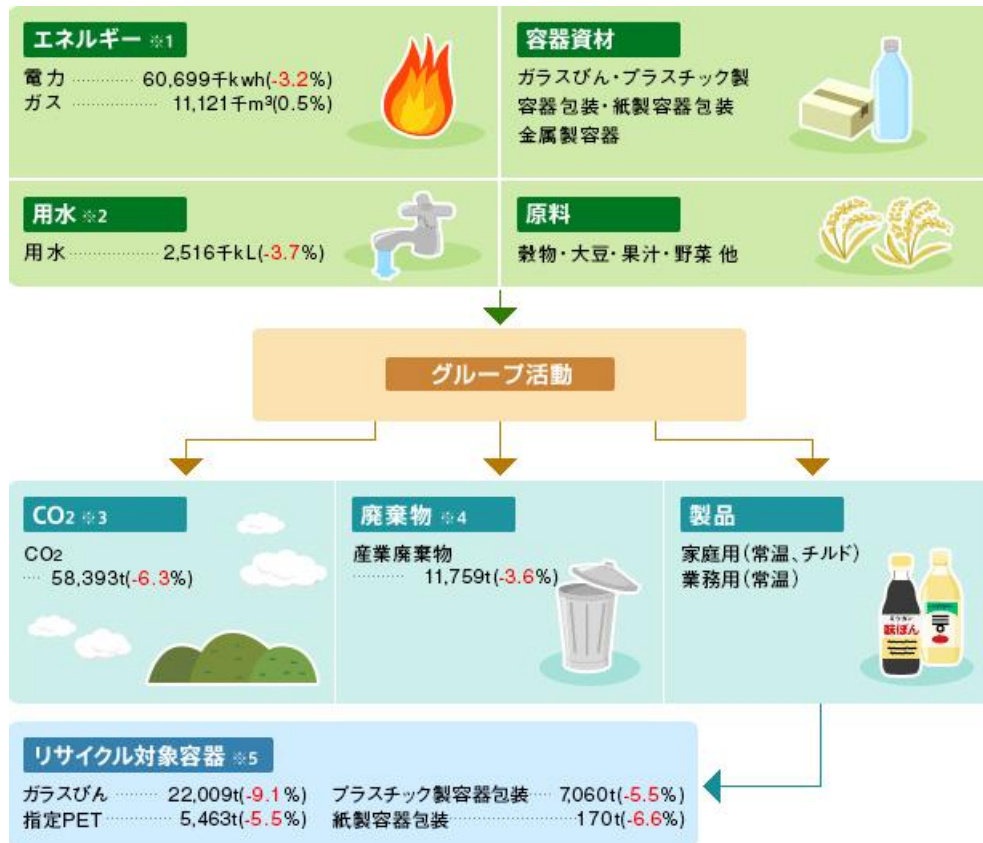 エネルギー ※1
電力 ………… 60,699千kwh(-3.2%)
ガス ……………… 11,121千m³(0.5%)
容器資材
ガラスびん・プラスチック製
容器包装・紙製容器包装
金属製容器
用水 ※2
用水 ……………… 2,516千kL(-3.7%)
原料
穀物・大豆・果汁・野菜 他
グループ活動
CO₂ ※3
CO₂
… 58,393t(-6.3%)
廃棄物 ※4
産業廃棄物
……… 11,759t(-3.6%)
製品
家庭用(常温、チルド)
業務用(常温)
ミツカン
味ぽん
リサイクル対象容器 ※5
ガラスびん ……… 22,009t(-9.1%)
プラスチック製容器包装 … 7,060t(-5.5%)
指定PET ………… 5,463t(-5.5%)
紙製容器包装 ……………… 170t(-6.6%)